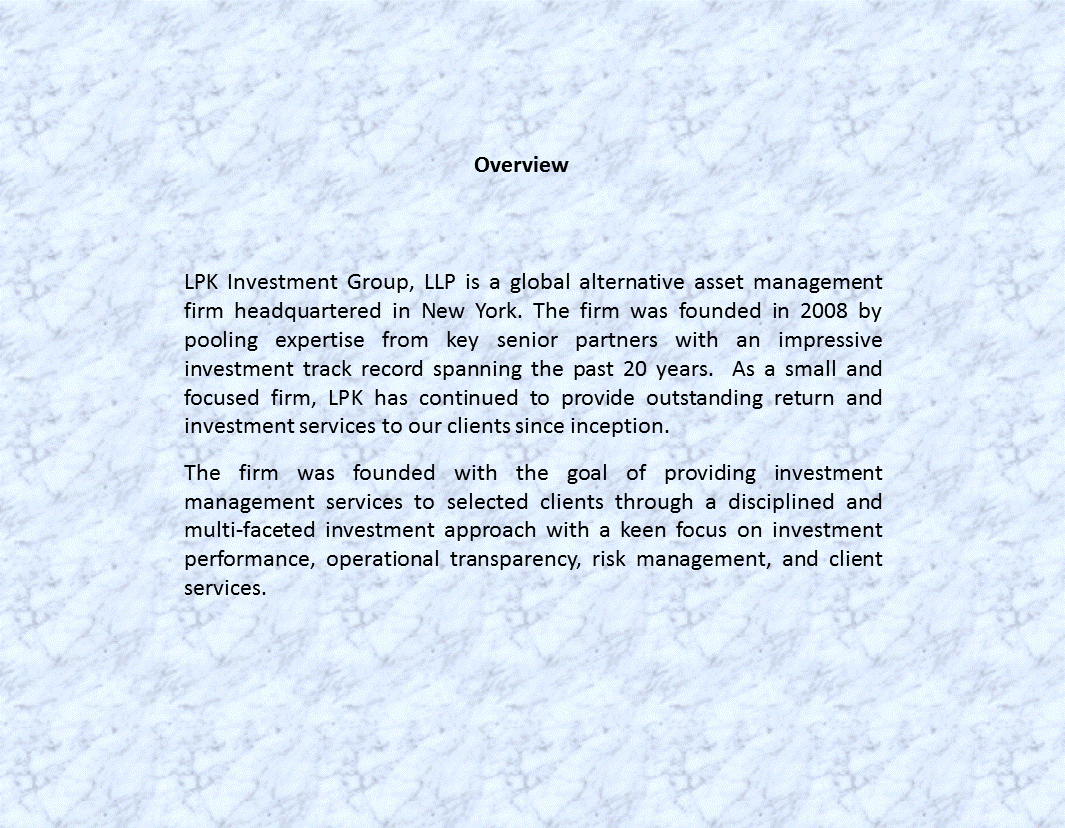 Overview
LPK Investment Group, LLP is a global alternative asset management
firm headquartered in New York. The firm was founded in 2008 by
pooling expertise from key senior partners with an impressive
investment track record spanning the past 20 years.  As a small and
focused firm, LPK has continued to provide outstanding return and
investment services to our clients since inception.
The firm was founded with the goal of providing investment
management services to selected clients through a disciplined and
multi-faceted investment approach with a keen focus on investment
performance, operational transparency, risk management, and client
services.